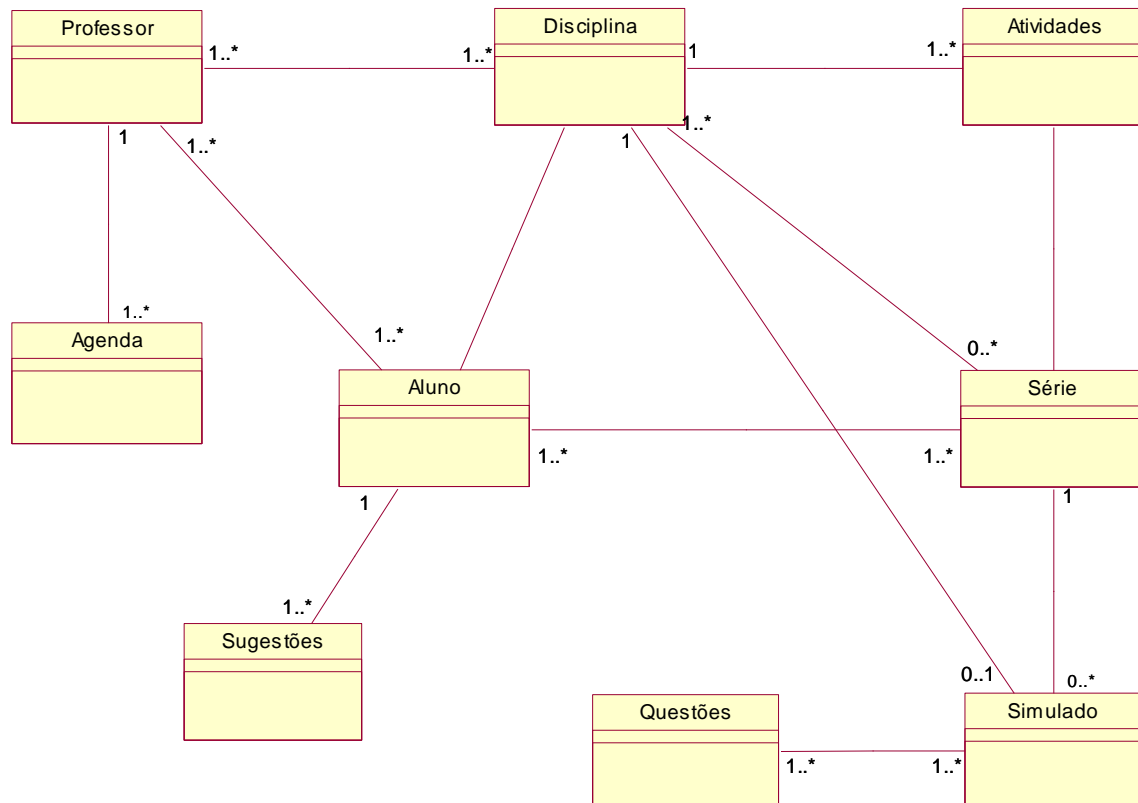 Professor
Disciplina
Atividades
1..*
1..*
1
1..*
1
1..*
1
1..*
1..*
1..*
0..*
Agenda
Aluno
Série
1..*
1..*
1
1
1..*
Sugestões
0..1
0..*
Questões
Simulado
1..*
1..*